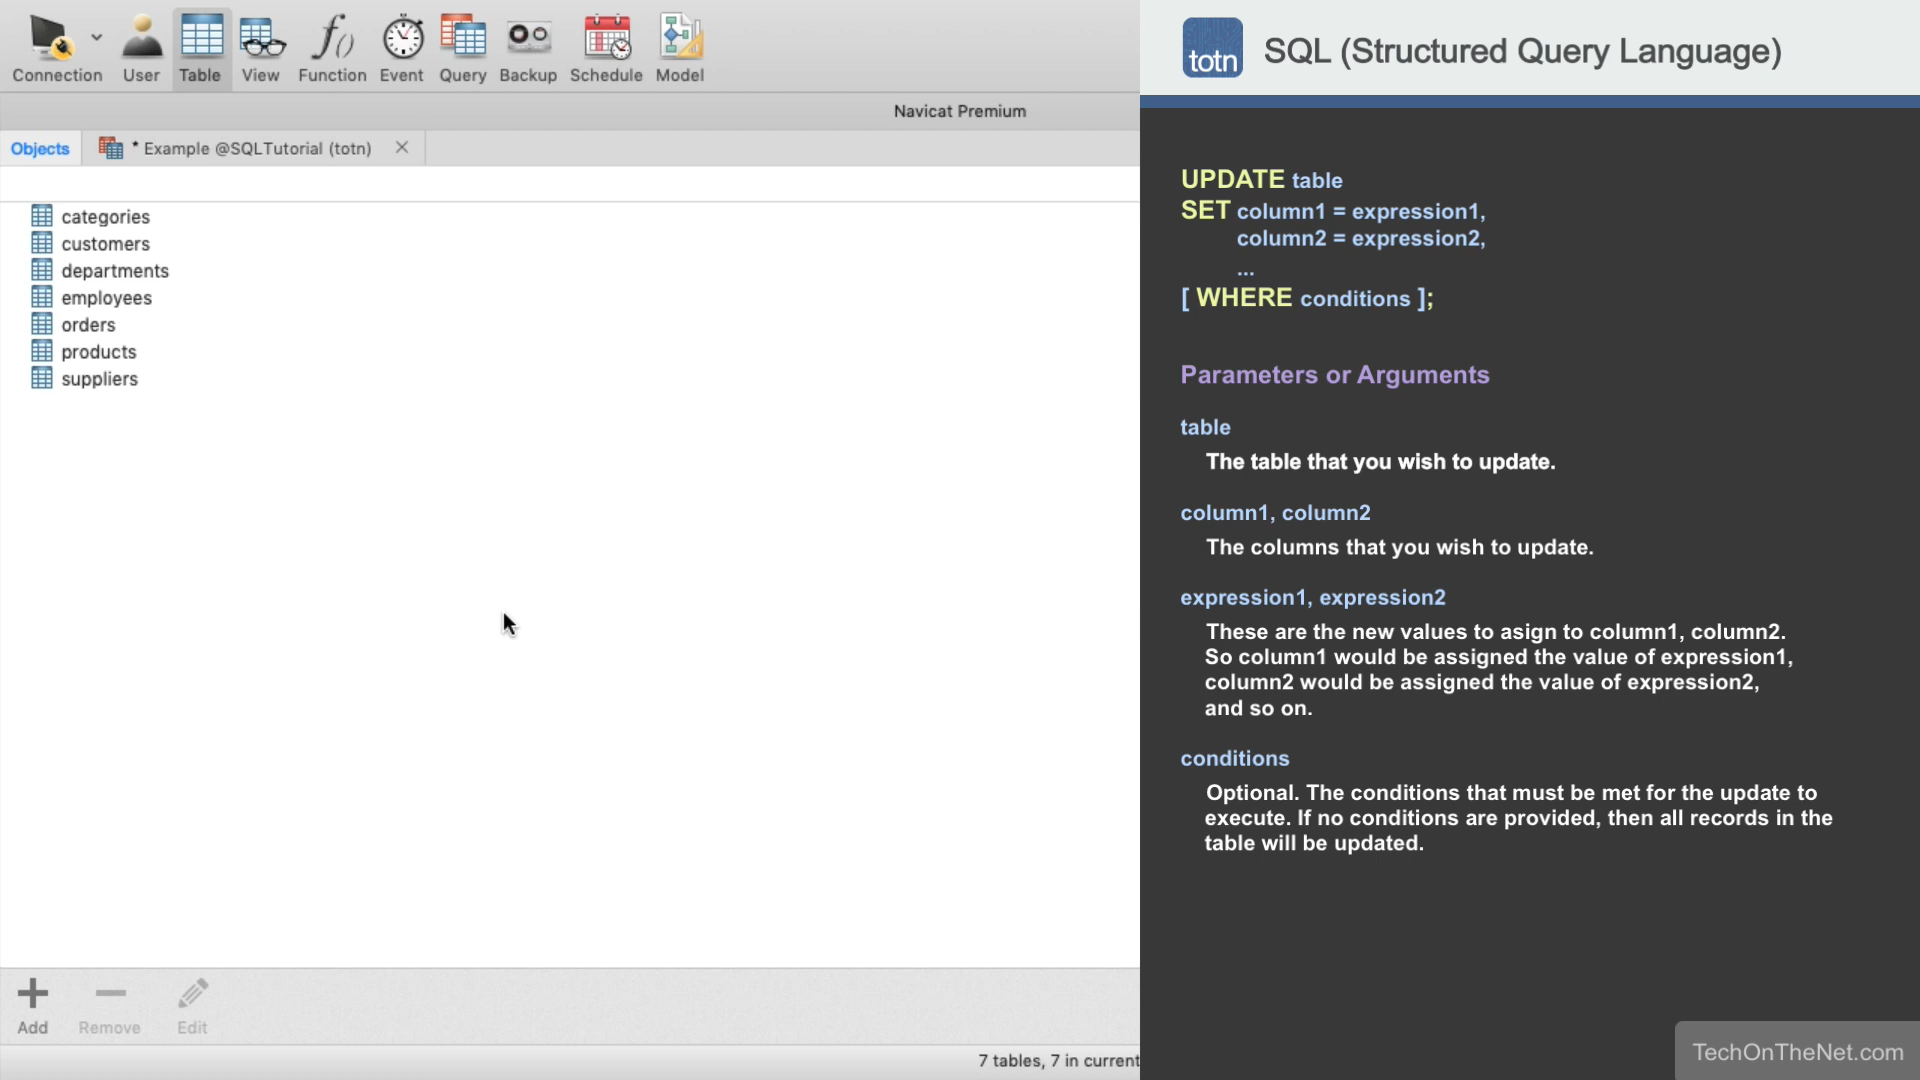 Connection User Table View Function Event Query Backup Schedule Model
Navicat Premium
Objects * Example @SQLTutorial (totn)
categories
customers
departments
employees
orders
products
suppliers
Add Remove Edit
7 tables, 7 in current
totn SQL (Structured Query Language)
UPDATE table
SET column1 = expression1,
column2 = expression2,
...
[ WHERE conditions ];
Parameters or Arguments
table
The table that you wish to update.
column1, column2
The columns that you wish to update.
expression1, expression2
These are the new values to asign to column1, column2.
So column1 would be assigned the value of expression1,
column2 would be assigned the value of expression2,
and so on.
conditions
Optional. The conditions that must be met for the update to
execute. If no conditions are provided, then all records in the
table will be updated.
TechOnTheNet.com